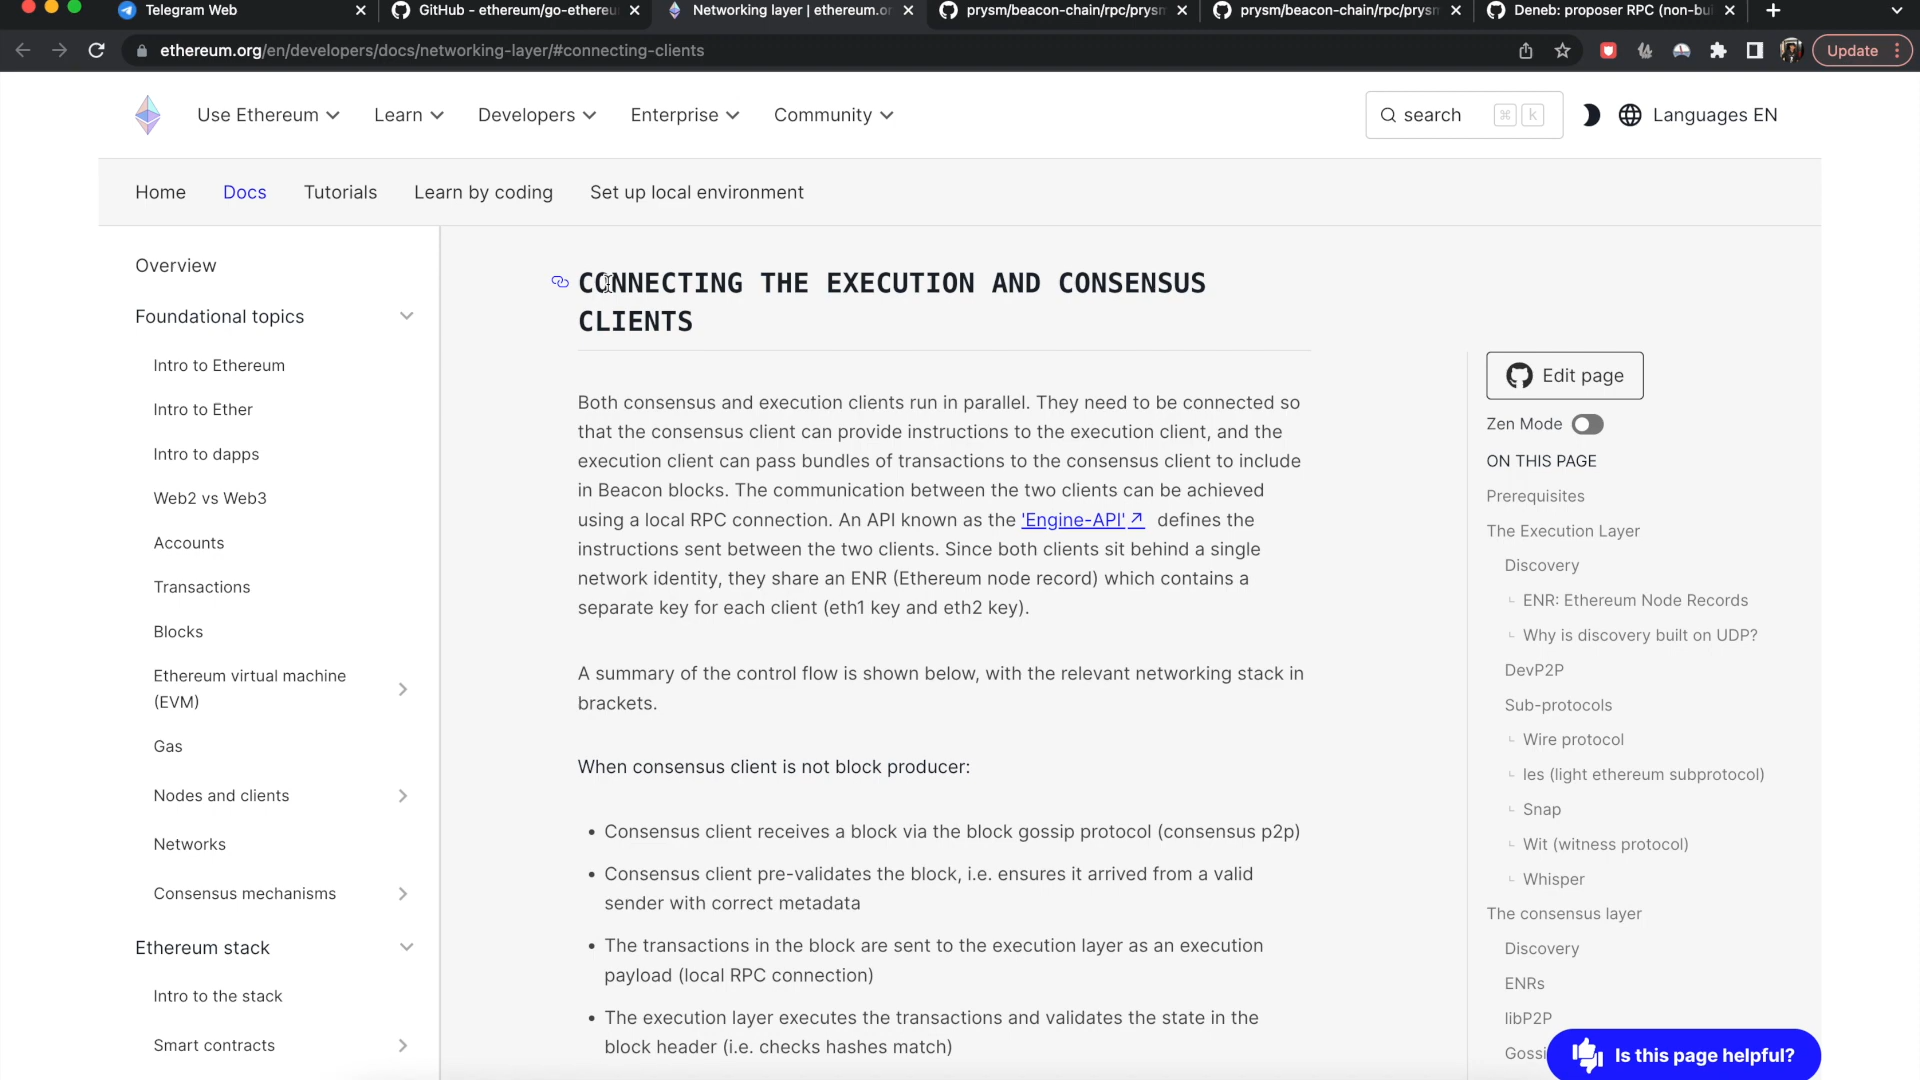 Telegram Web
GitHub - ethereum/go-ethereu
Networking layer | ethereum.or
prysm/beacon-chain/rpc/prysm
prysm/beacon-chain/rpc/prysm
Deneb: proposer RPC (non-bui
ethereum.org/en/developers/docs/networking-layer/#connecting-clients
Update
Use Ethereum
Learn
Developers
Enterprise
Community
search
⌘ k
Languages EN
Home
Docs
Tutorials
Learn by coding
Set up local environment
Overview
Foundational topics
Intro to Ethereum
Intro to Ether
Intro to dapps
Web2 vs Web3
Accounts
Transactions
Blocks
Ethereum virtual machine
(EVM)
Gas
Nodes and clients
Networks
Consensus mechanisms
Ethereum stack
Intro to the stack
Smart contracts
CONNECTING THE EXECUTION AND CONSENSUS
CLIENTS
Both consensus and execution clients run in parallel. They need to be connected so
that the consensus client can provide instructions to the execution client, and the
execution client can pass bundles of transactions to the consensus client to include
in Beacon blocks. The communication between the two clients can be achieved
using a local RPC connection. An API known as the 'Engine-API'↗ defines the
instructions sent between the two clients. Since both clients sit behind a single
network identity, they share an ENR (Ethereum node record) which contains a
separate key for each client (eth1 key and eth2 key).
A summary of the control flow is shown below, with the relevant networking stack in
brackets.
When consensus client is not block producer:
• Consensus client receives a block via the block gossip protocol (consensus p2p)
• Consensus client pre-validates the block, i.e. ensures it arrived from a valid
sender with correct metadata
• The transactions in the block are sent to the execution layer as an execution
payload (local RPC connection)
• The execution layer executes the transactions and validates the state in the
block header (i.e. checks hashes match)
Edit page
Zen Mode
ON THIS PAGE
Prerequisites
The Execution Layer
Discovery
ENR: Ethereum Node Records
Why is discovery built on UDP?
DevP2P
Sub-protocols
Wire protocol
les (light ethereum subprotocol)
Snap
Wit (witness protocol)
Whisper
The consensus layer
Discovery
ENRs
libP2P
Gossi
Is this page helpful?